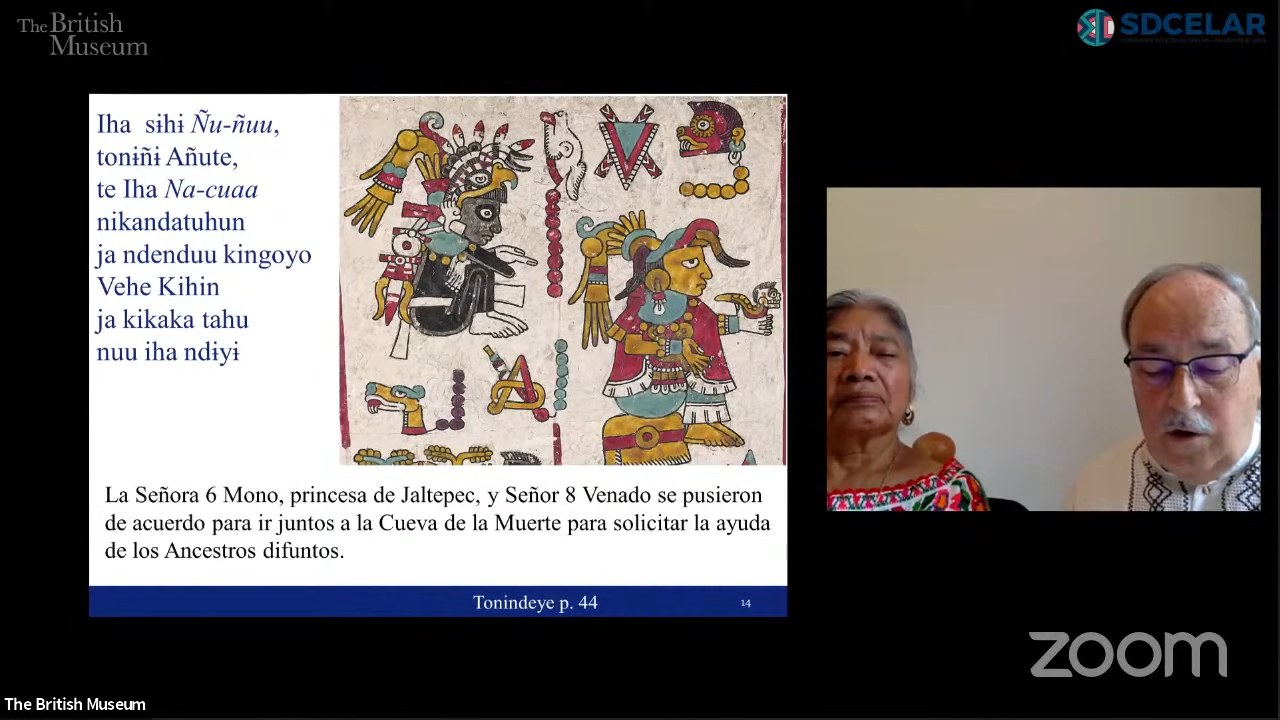 The British
Museum
SDCELAR
Iha sɨhɨ Ñu-ñuu,
tonɨñɨ Añute,
te Iha Na-cuaa
nikandatuhun
ja ndenduu kingoyo
Vehe Kihin
ja kikaka tahu
nuu iha ndɨyɨ
La Señora 6 Mono, princesa de Jaltepec, y Señor 8 Venado se pusieron
de acuerdo para ir juntos a la Cueva de la Muerte para solicitar la ayuda
de los Ancestros difuntos.
Tonindeye p. 44
14
zoom
The British Museum